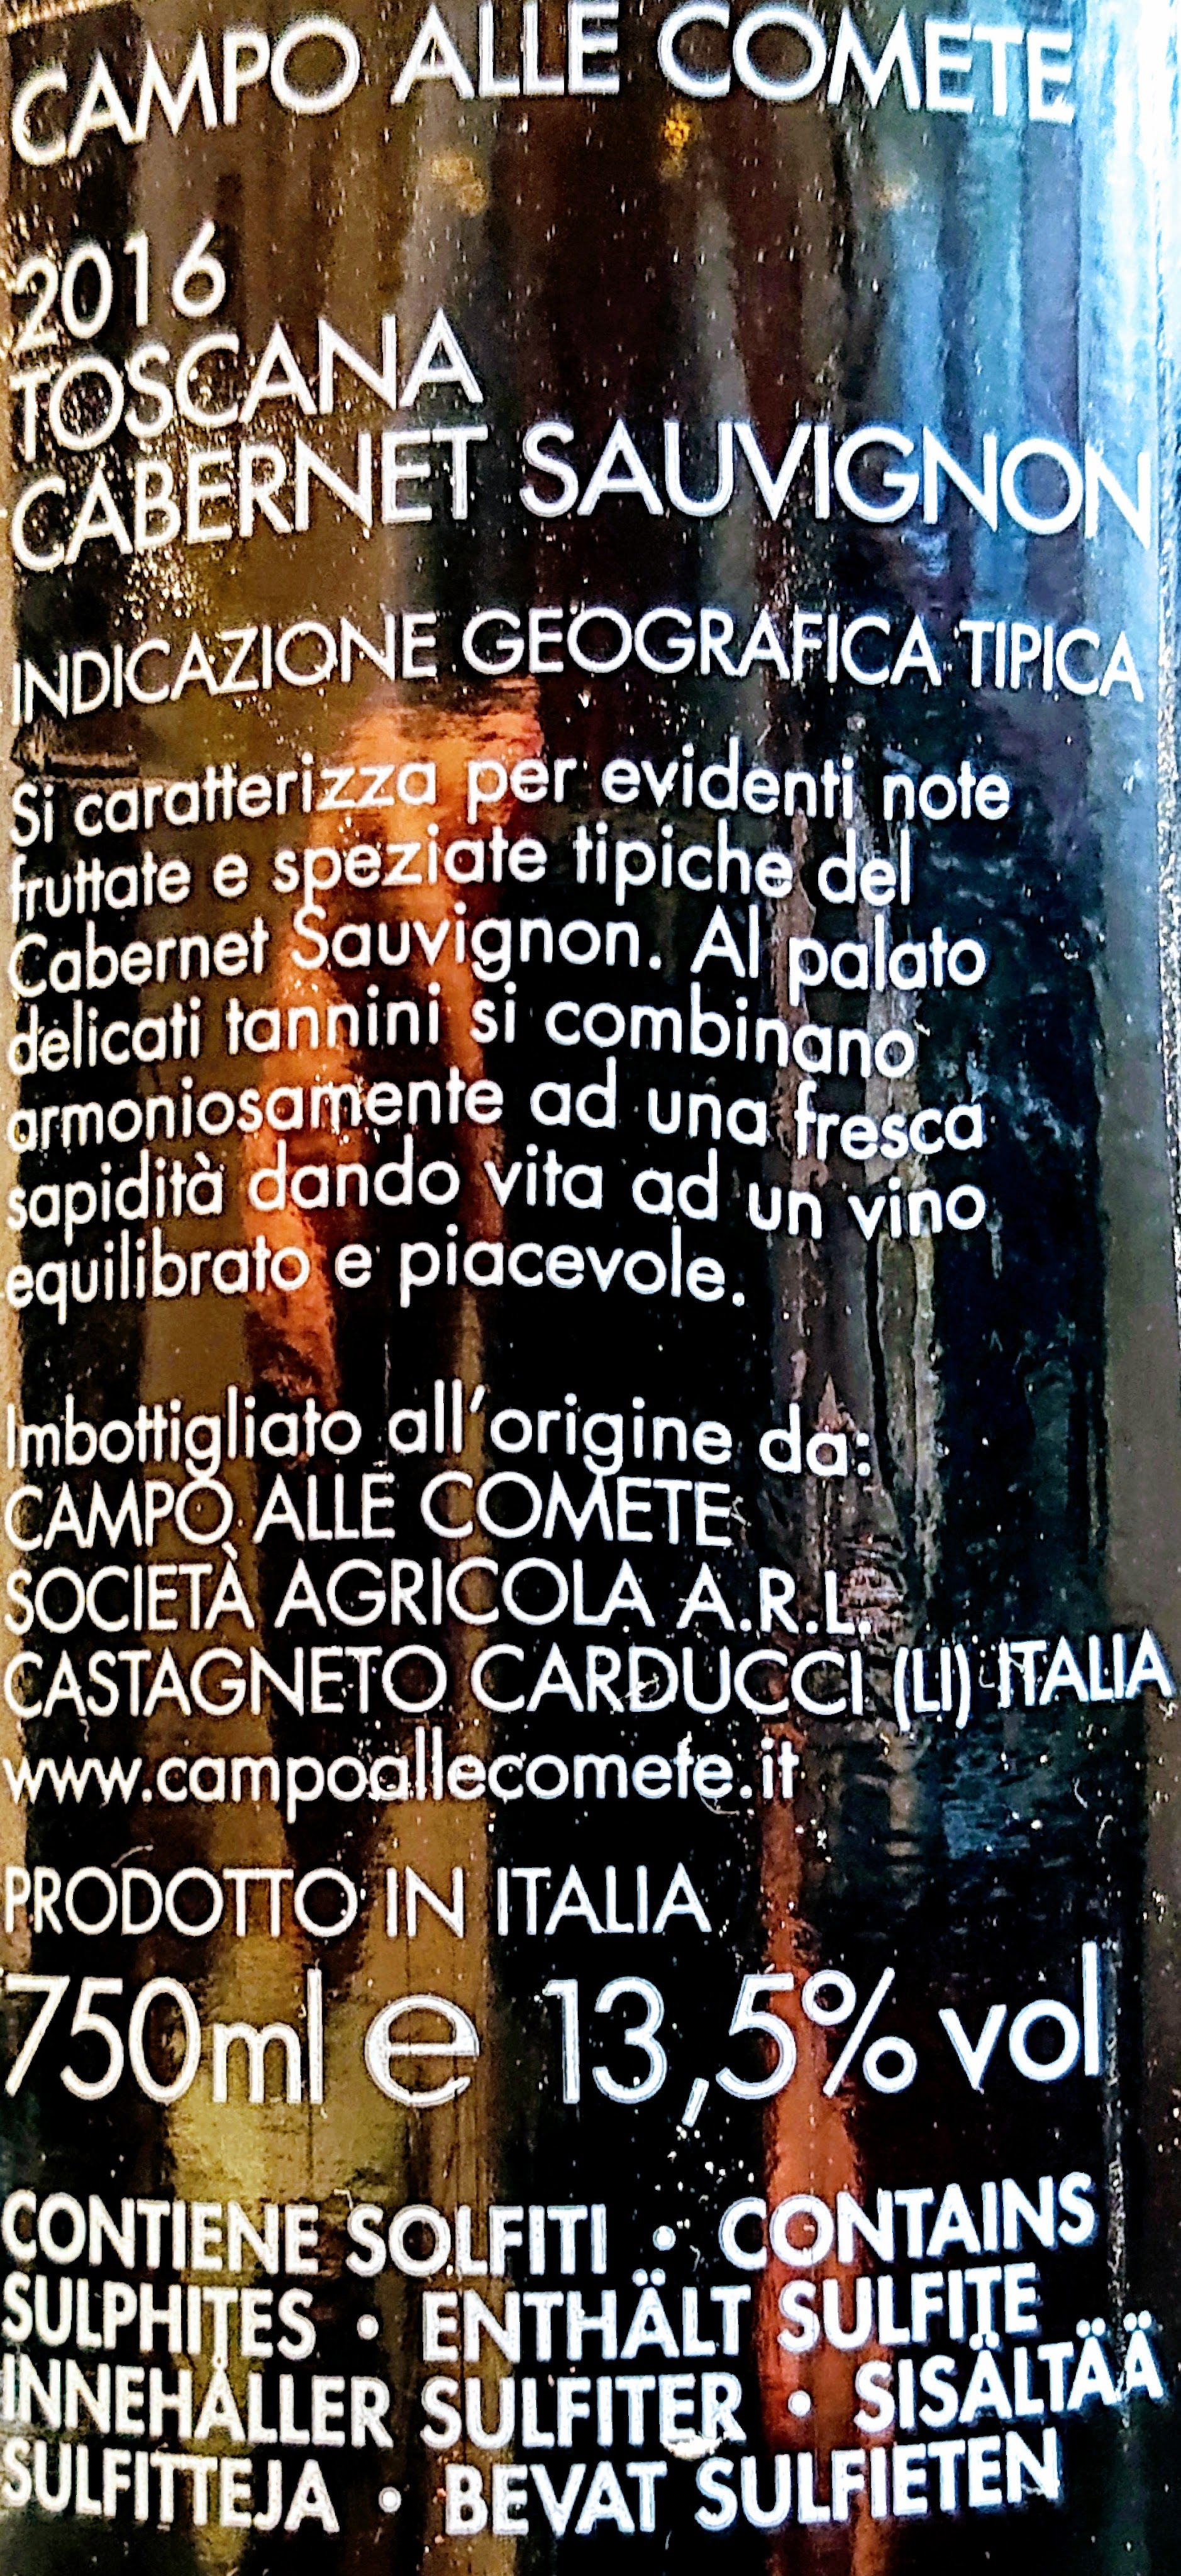 CAMPO ALLE COMETE
2016
TOSCANA
CABERNET SAUVIGNON
INDICAZIONE GEOGRAFICA TIPICA
Si caratterizza per evidenti note
fruttate e speziate tipiche del
Cabernet Sauvignon. Al palato
delicati tannini si combinano
armoniosamente ad una fresca
sapidità dando vita ad un vino
equilibrato e piacevole.
Imbottigliato all'origine da:
CAMPO ALLE COMETE
SOCIETÀ AGRICOLA A.R.L.
CASTAGNETO CARDUCCI (LI) ITALIA
www.campoallecomete.it
PRODOTTO IN ITALIA
750ml e 13,5% vol
CONTIENE SOLFITI • CONTAINS
SULPHITES • ENTHÄLT SULFITE
INNEHÅLLER SULFITER • SISÄLTÄÄ
SULFITTEJA • BEVAT SULFIETEN